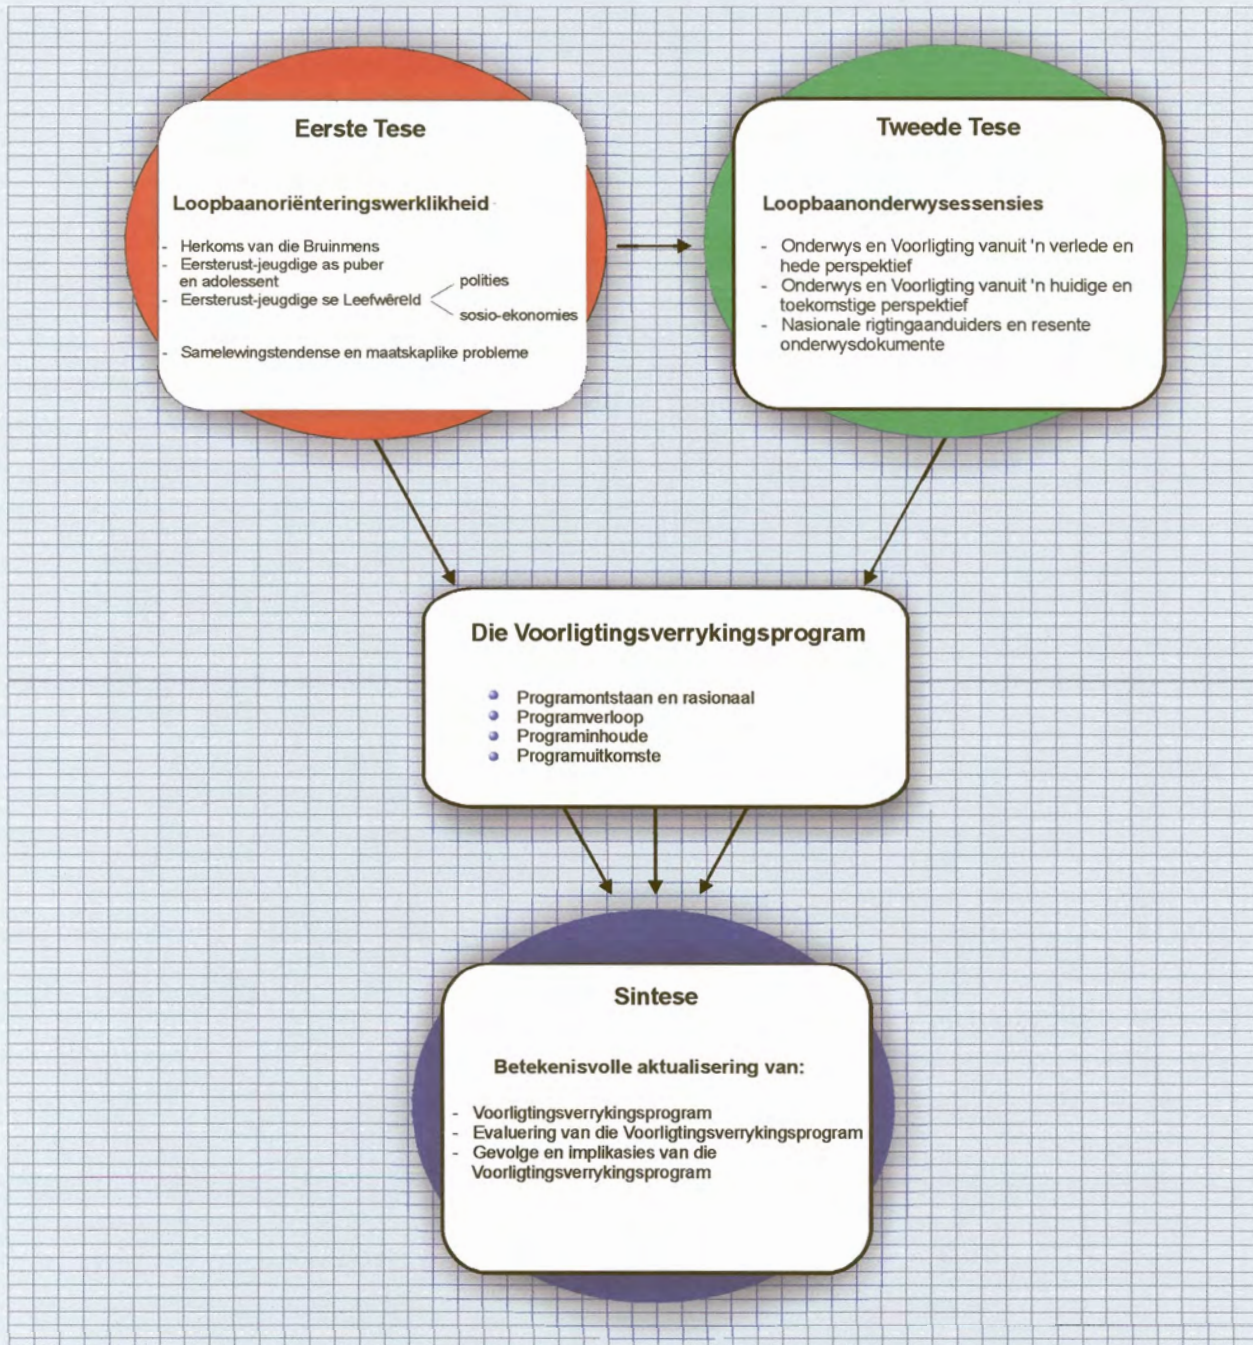 Eerste Tese
Loopbaanoriënteringswerklikheid
- Herkoms van die Bruinmens
- Eersterust-jeugdige as puber
en adolessent
- Eersterust-jeugdige se Leefwêreld
polities
sosio-ekonomies
- Samelewingstendense en maatskaplike probleme
Tweede Tese
Loopbaanonderwysessensies
- Onderwys en Voorligting vanuit 'n verlede en
hede perspektief
- Onderwys en Voorligting vanuit 'n huidige en
toekomstige perspektief
- Nasionale rigtingaanduiders en resente
onderwysdokumente
Die Voorligtingsverrykingsprogram
Programontstaan en rasionaal
Programverloop
Programinhoude
Programuitkomste
Sintese
Betekenisvolle aktualisering van:
- Voorligtingsverrykingsprogram
- Evaluering van die Voorligtingsverrykingsprogram
- Gevolge en implikasies van die
Voorligtingsverrykingsprogram